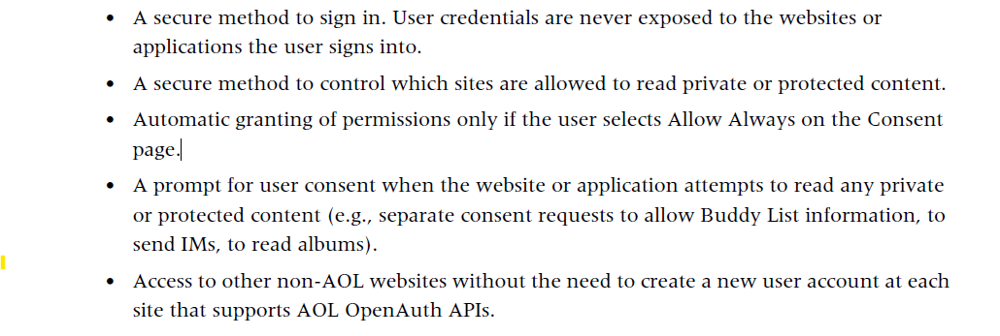 • A secure method to sign in. User credentials are never exposed to the websites or
applications the user signs into.
• A secure method to control which sites are allowed to read private or protected content.
• Automatic granting of permissions only if the user selects Allow Always on the Consent
page.
• A prompt for user consent when the website or application attempts to read any private
or protected content (e.g., separate consent requests to allow Buddy List information, to
send IMs, to read albums).
• Access to other non-AOL websites without the need to create a new user account at each
site that supports AOL OpenAuth APIs.